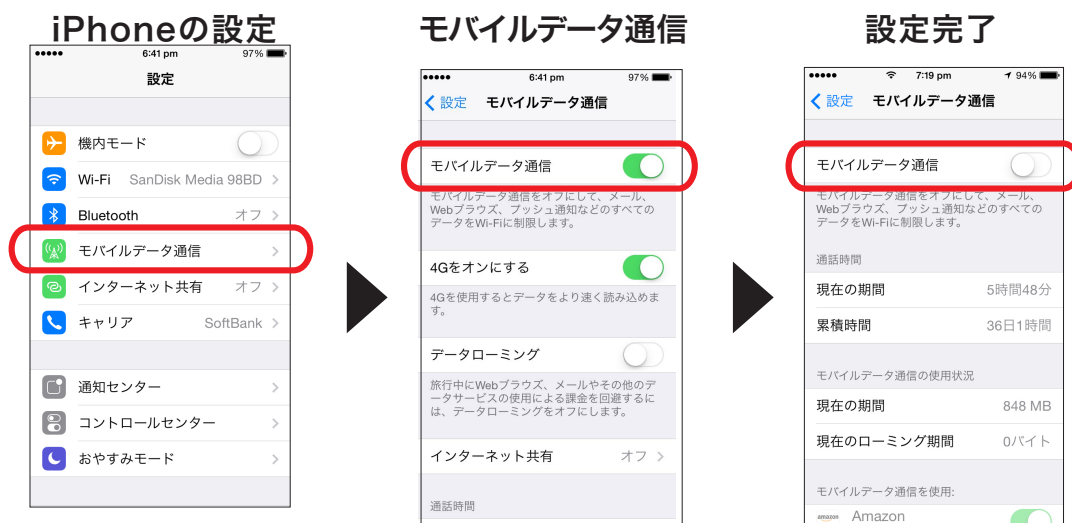 iPhoneの設定
6:41 pm
97%
設定
機内モード
Wi-Fi SanDisk Media 98BD
Bluetooth オフ
モバイルデータ通信
インターネット共有 オフ
キャリア SoftBank
通知センター
コントロールセンター
おやすみモード
モバイルデータ通信
6:41 pm
97%
設定 モバイルデータ通信
モバイルデータ通信
モバイルデータ通信をオフにして、メール、
Webブラウズ、プッシュ通知などのすべての
データをWi-Fiに制限します。
4Gをオンにする
4Gを使用するとデータをより速く読み込めま
す。
データローミング
旅行中にWebブラウズ、メールやその他のデ
ータサービスの使用による課金を回避するに
は、データローミングをオフにします。
インターネット共有 オフ
通話時間
設定完了
7:19 pm
94%
設定 モバイルデータ通信
モバイルデータ通信
モバイルデータ通信をオフにして、メール、
Webブラウズ、プッシュ通知などのすべての
データをWi-Fiに制限します。
通話時間
現在の期間 5時間48分
累積時間 36日1時間
モバイルデータ通信の使用状況
現在の期間 848 MB
現在のローミング期間 0バイト
モバイルデータ通信を使用:
amazon Amazon